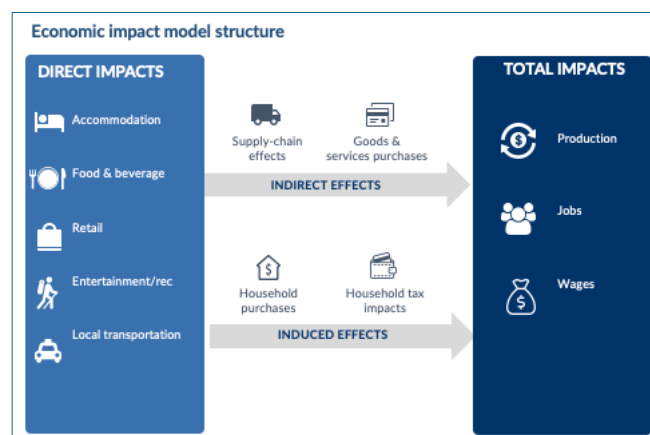 Economic impact model structure
DIRECT IMPACTS
Accommodation
Food & beverage
Retail
Entertainment/rec
Local transportation
Supply-chain
effects
Goods &
services purchases
INDIRECT EFFECTS
Household
purchases
Household tax
impacts
INDUCED EFFECTS
TOTAL IMPACTS
Production
Jobs
Wages